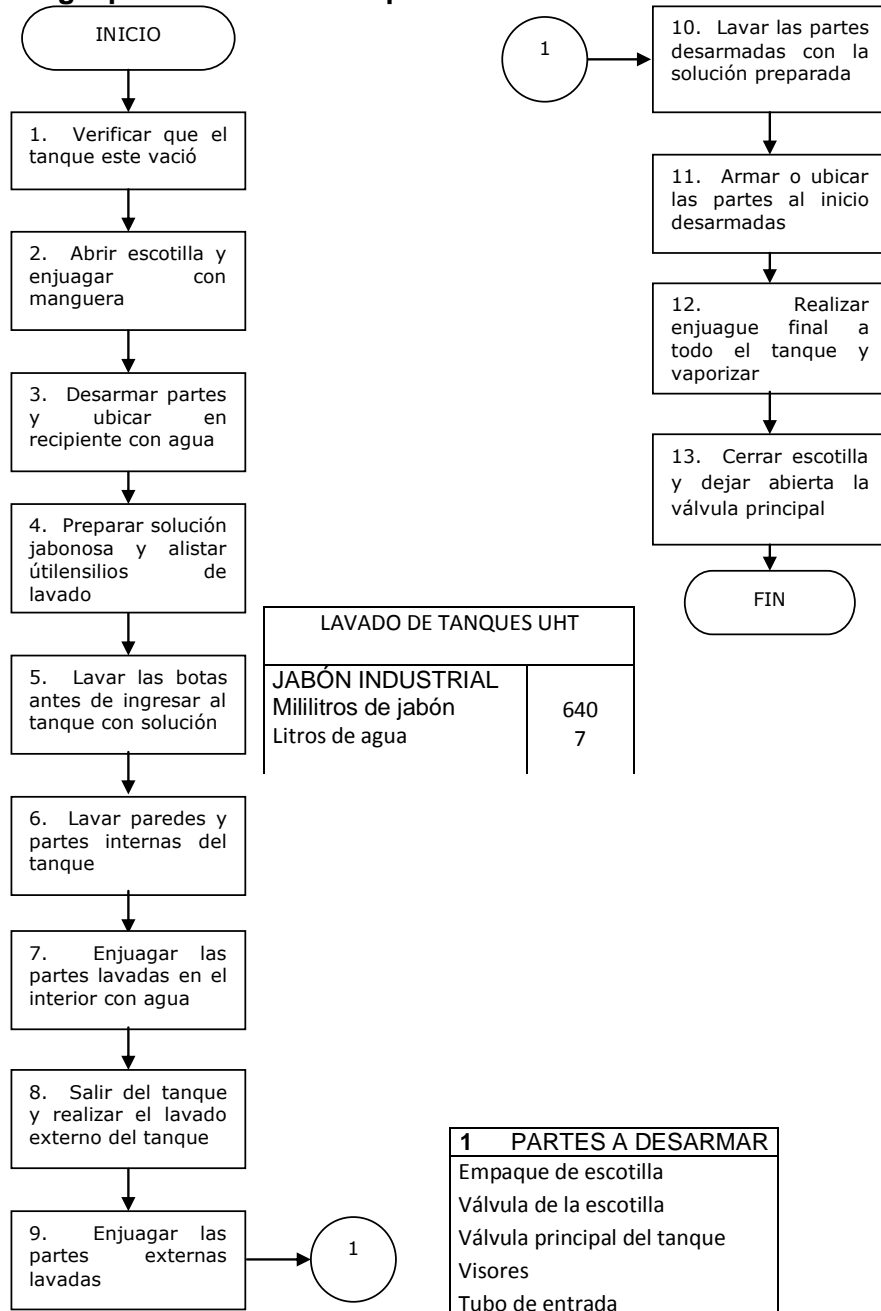 INICIO
1. Verificar que el
tanque este vació
2. Abrir escotilla y
enjuagar con
manguera
3. Desarmar partes
y ubicar en
recipiente con agua
4. Preparar solución
jabonosa y alistar
útilensilios de
lavado
5. Lavar las botas
antes de ingresar al
tanque con solución
6. Lavar paredes y
partes internas del
tanque
7. Enjuagar las
partes lavadas en el
interior con agua
8. Salir del tanque
y realizar el lavado
externo del tanque
9. Enjuagar las
partes externas
lavadas
1
LAVADO DE TANQUES UHT
JABÓN INDUSTRIAL
Mililitros de jabón 640
Litros de agua 7
1 PARTES A DESARMAR
Empaque de escotilla
Válvula de la escotilla
Válvula principal del tanque
Visores
Tubo de entrada
1
10. Lavar las partes
desarmadas con la
solución preparada
11. Armar o ubicar
las partes al inicio
desarmadas
12. Realizar
enjuague final a
todo el tanque y
vaporizar
13. Cerrar escotilla
y dejar abierta la
válvula principal
FIN